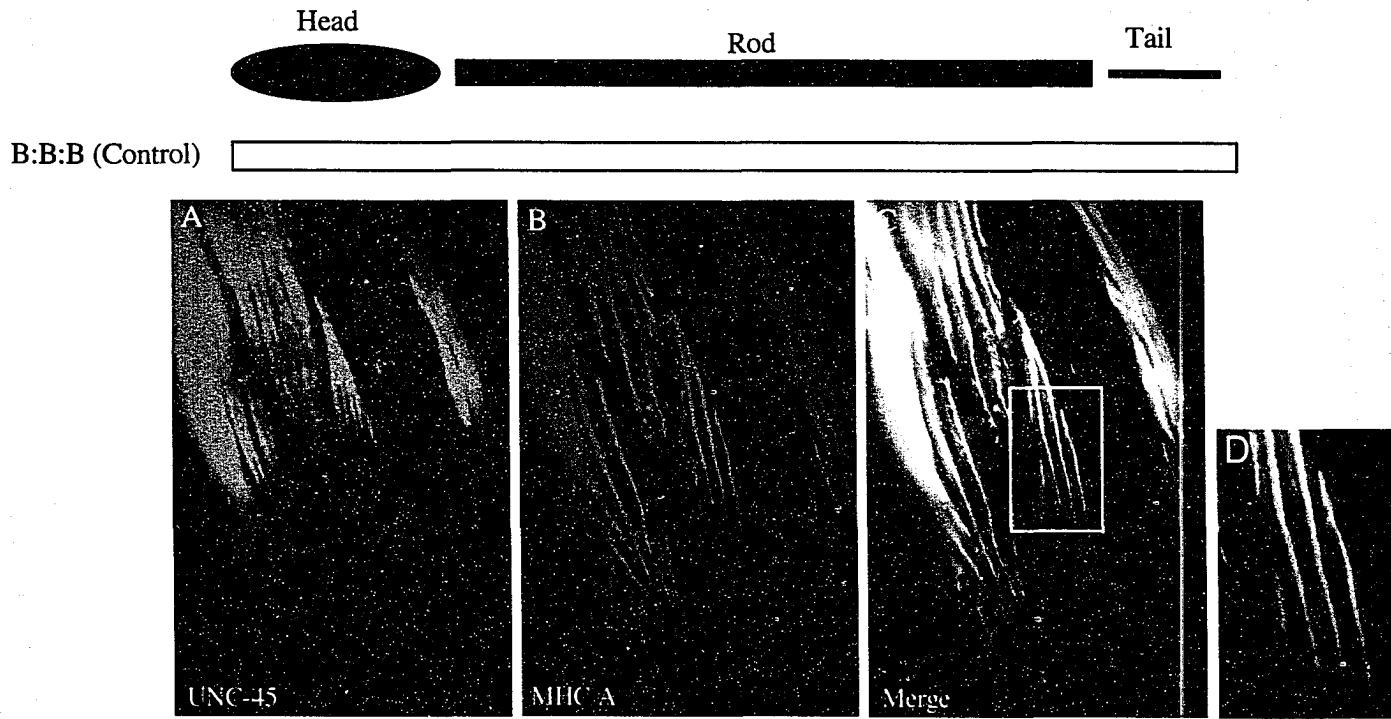 Head
Rod
Tail
B:B:B (Control)
A
B
C
D
UNC-45
MHC A
Merge